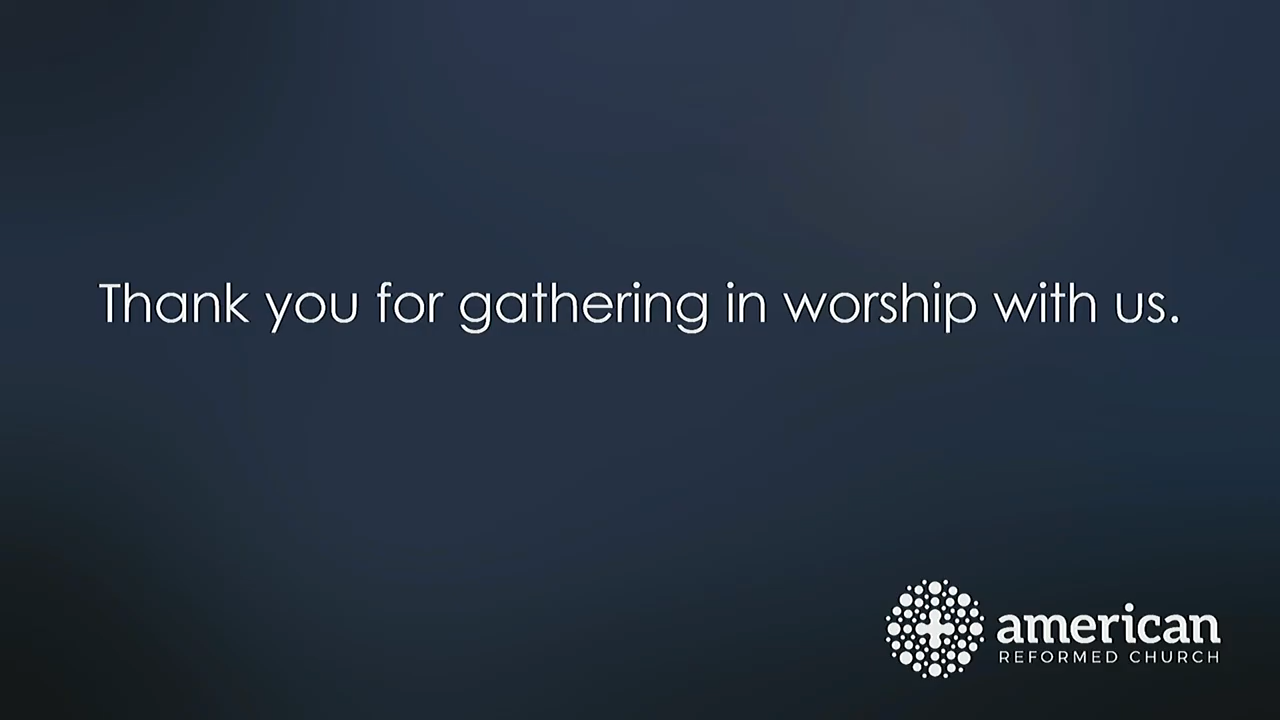 Thank you for gathering in worship with us.
american
REFORMED CHURCH